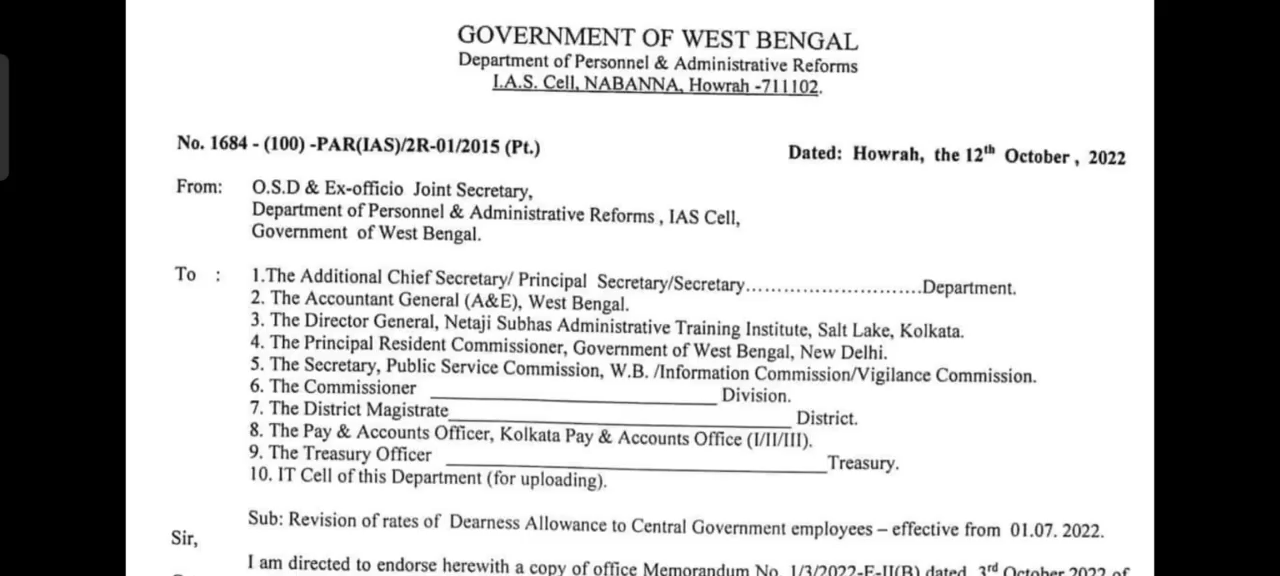 GOVERNMENT OF WEST BENGAL
Department of Personnel & Administrative Reforms
I.A.S. Cell, NABANNA, Howrah -711102.
No. 1684 - (100) -PAR(IAS)/2R-01/2015 (Pt.)
Dated: Howrah, the 12th October , 2022
From: O.S.D & Ex-officio Joint Secretary,
Department of Personnel & Administrative Reforms , IAS Cell,
Government of West Bengal.
To : 1.The Additional Chief Secretary/ Principal Secretary/Secretary............................Department.
2. The Accountant General (A&E), West Bengal.
3. The Director General, Netaji Subhas Administrative Training Institute, Salt Lake, Kolkata.
4. The Principal Resident Commissioner, Government of West Bengal, New Delhi.
5. The Secretary, Public Service Commission, W.B. /Information Commission/Vigilance Commission.
6. The Commissioner ______________________________ Division.
7. The District Magistrate____________________________________ District.
8. The Pay & Accounts Officer, Kolkata Pay & Accounts Office (I/II/III).
9. The Treasury Officer ________________________________________Treasury.
10. IT Cell of this Department (for uploading).
Sub: Revision of rates of Dearness Allowance to Central Government employees – effective from 01.07. 2022.
Sir,
I am directed to endorse herewith a copy of office Memorandum No. 1/3/2022-E-II(B) dated 3rd October 2022 of